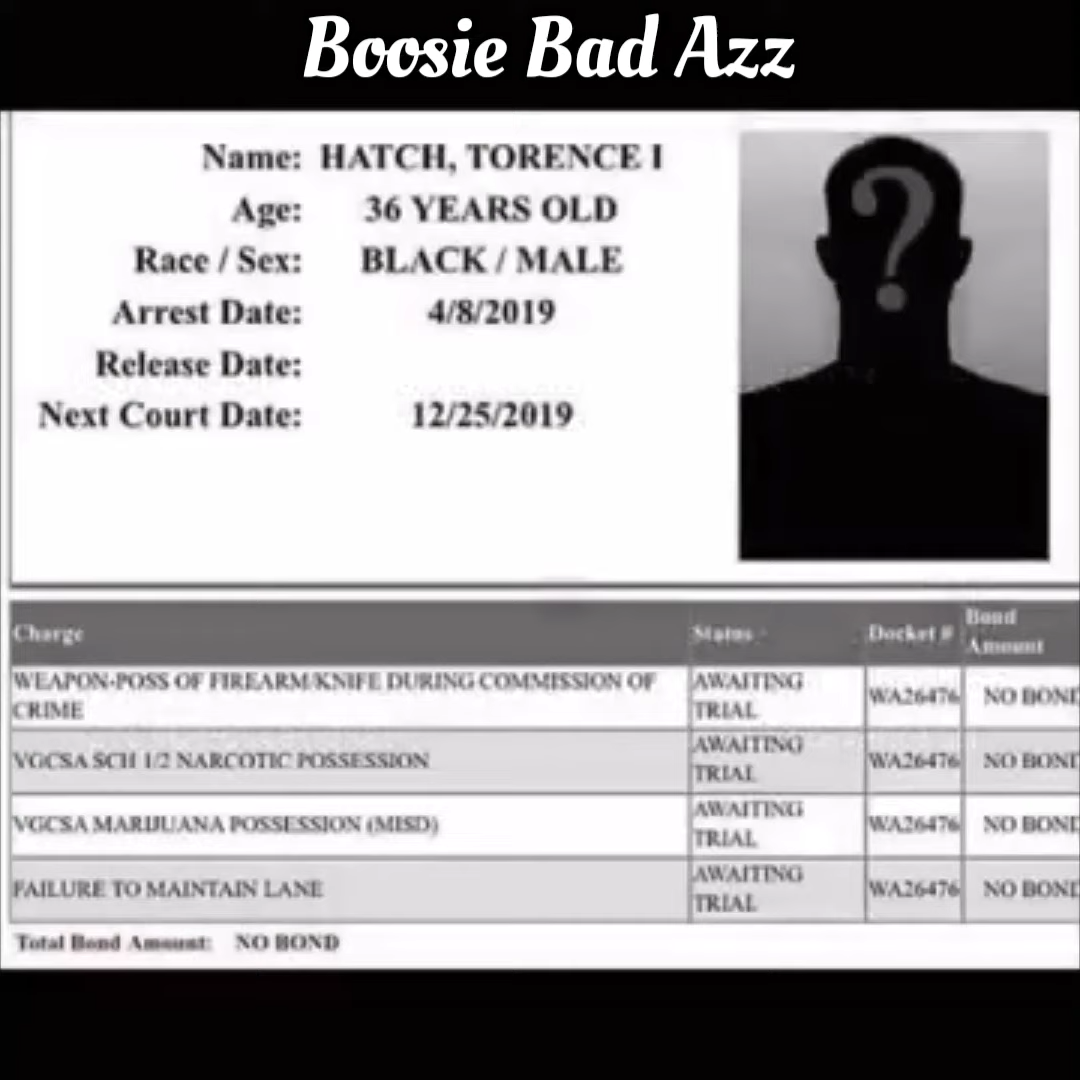 Boosie Bad Azz
Name: HATCH, TORENCE I
Age: 36 YEARS OLD
Race / Sex: BLACK / MALE
Arrest Date: 4/8/2019
Release Date:
Next Court Date: 12/25/2019
?
Charge Status Docket # Bond Amount
WEAPON-POSS OF FIREARM/KNIFE DURING COMMISSION OF CRIME AWAITING TRIAL WA26476 NO BOND
VGCSA SCH 1/2 NARCOTIC POSSESSION AWAITING TRIAL WA26476 NO BOND
VGCSA MARIJUANA POSSESSION (MISD) AWAITING TRIAL WA26476 NO BOND
FAILURE TO MAINTAIN LANE AWAITING TRIAL WA26476 NO BOND
Total Bond Amount: NO BOND